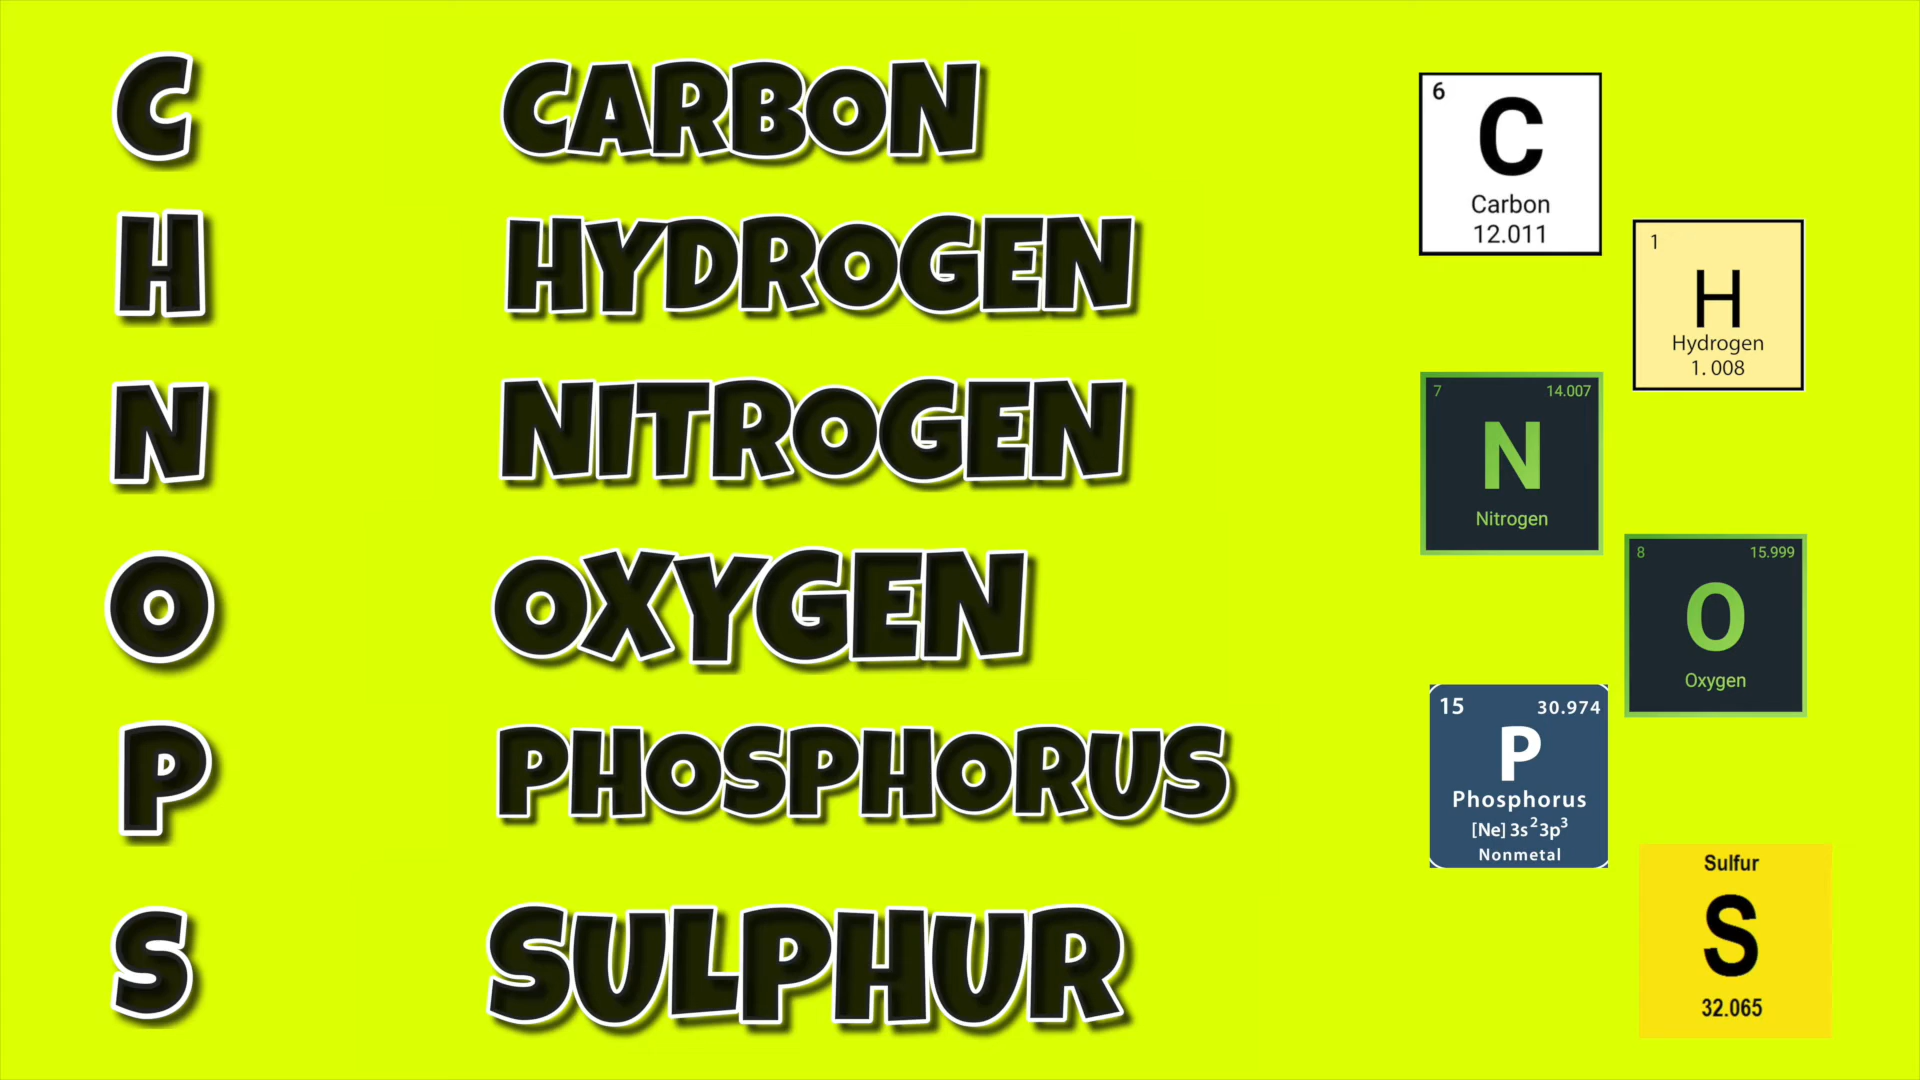 C CARBON
H HYDROGEN
N NITROGEN
O OXYGEN
P PHOSPHORUS
S SULPHUR
6
C
Carbon
12.011
1
H
Hydrogen
1. 008
7 14.007
N
Nitrogen
8 15.999
O
Oxygen
15 30.974
P
Phosphorus
[Ne] 3s²3p³
Nonmetal
Sulfur
S
32.065